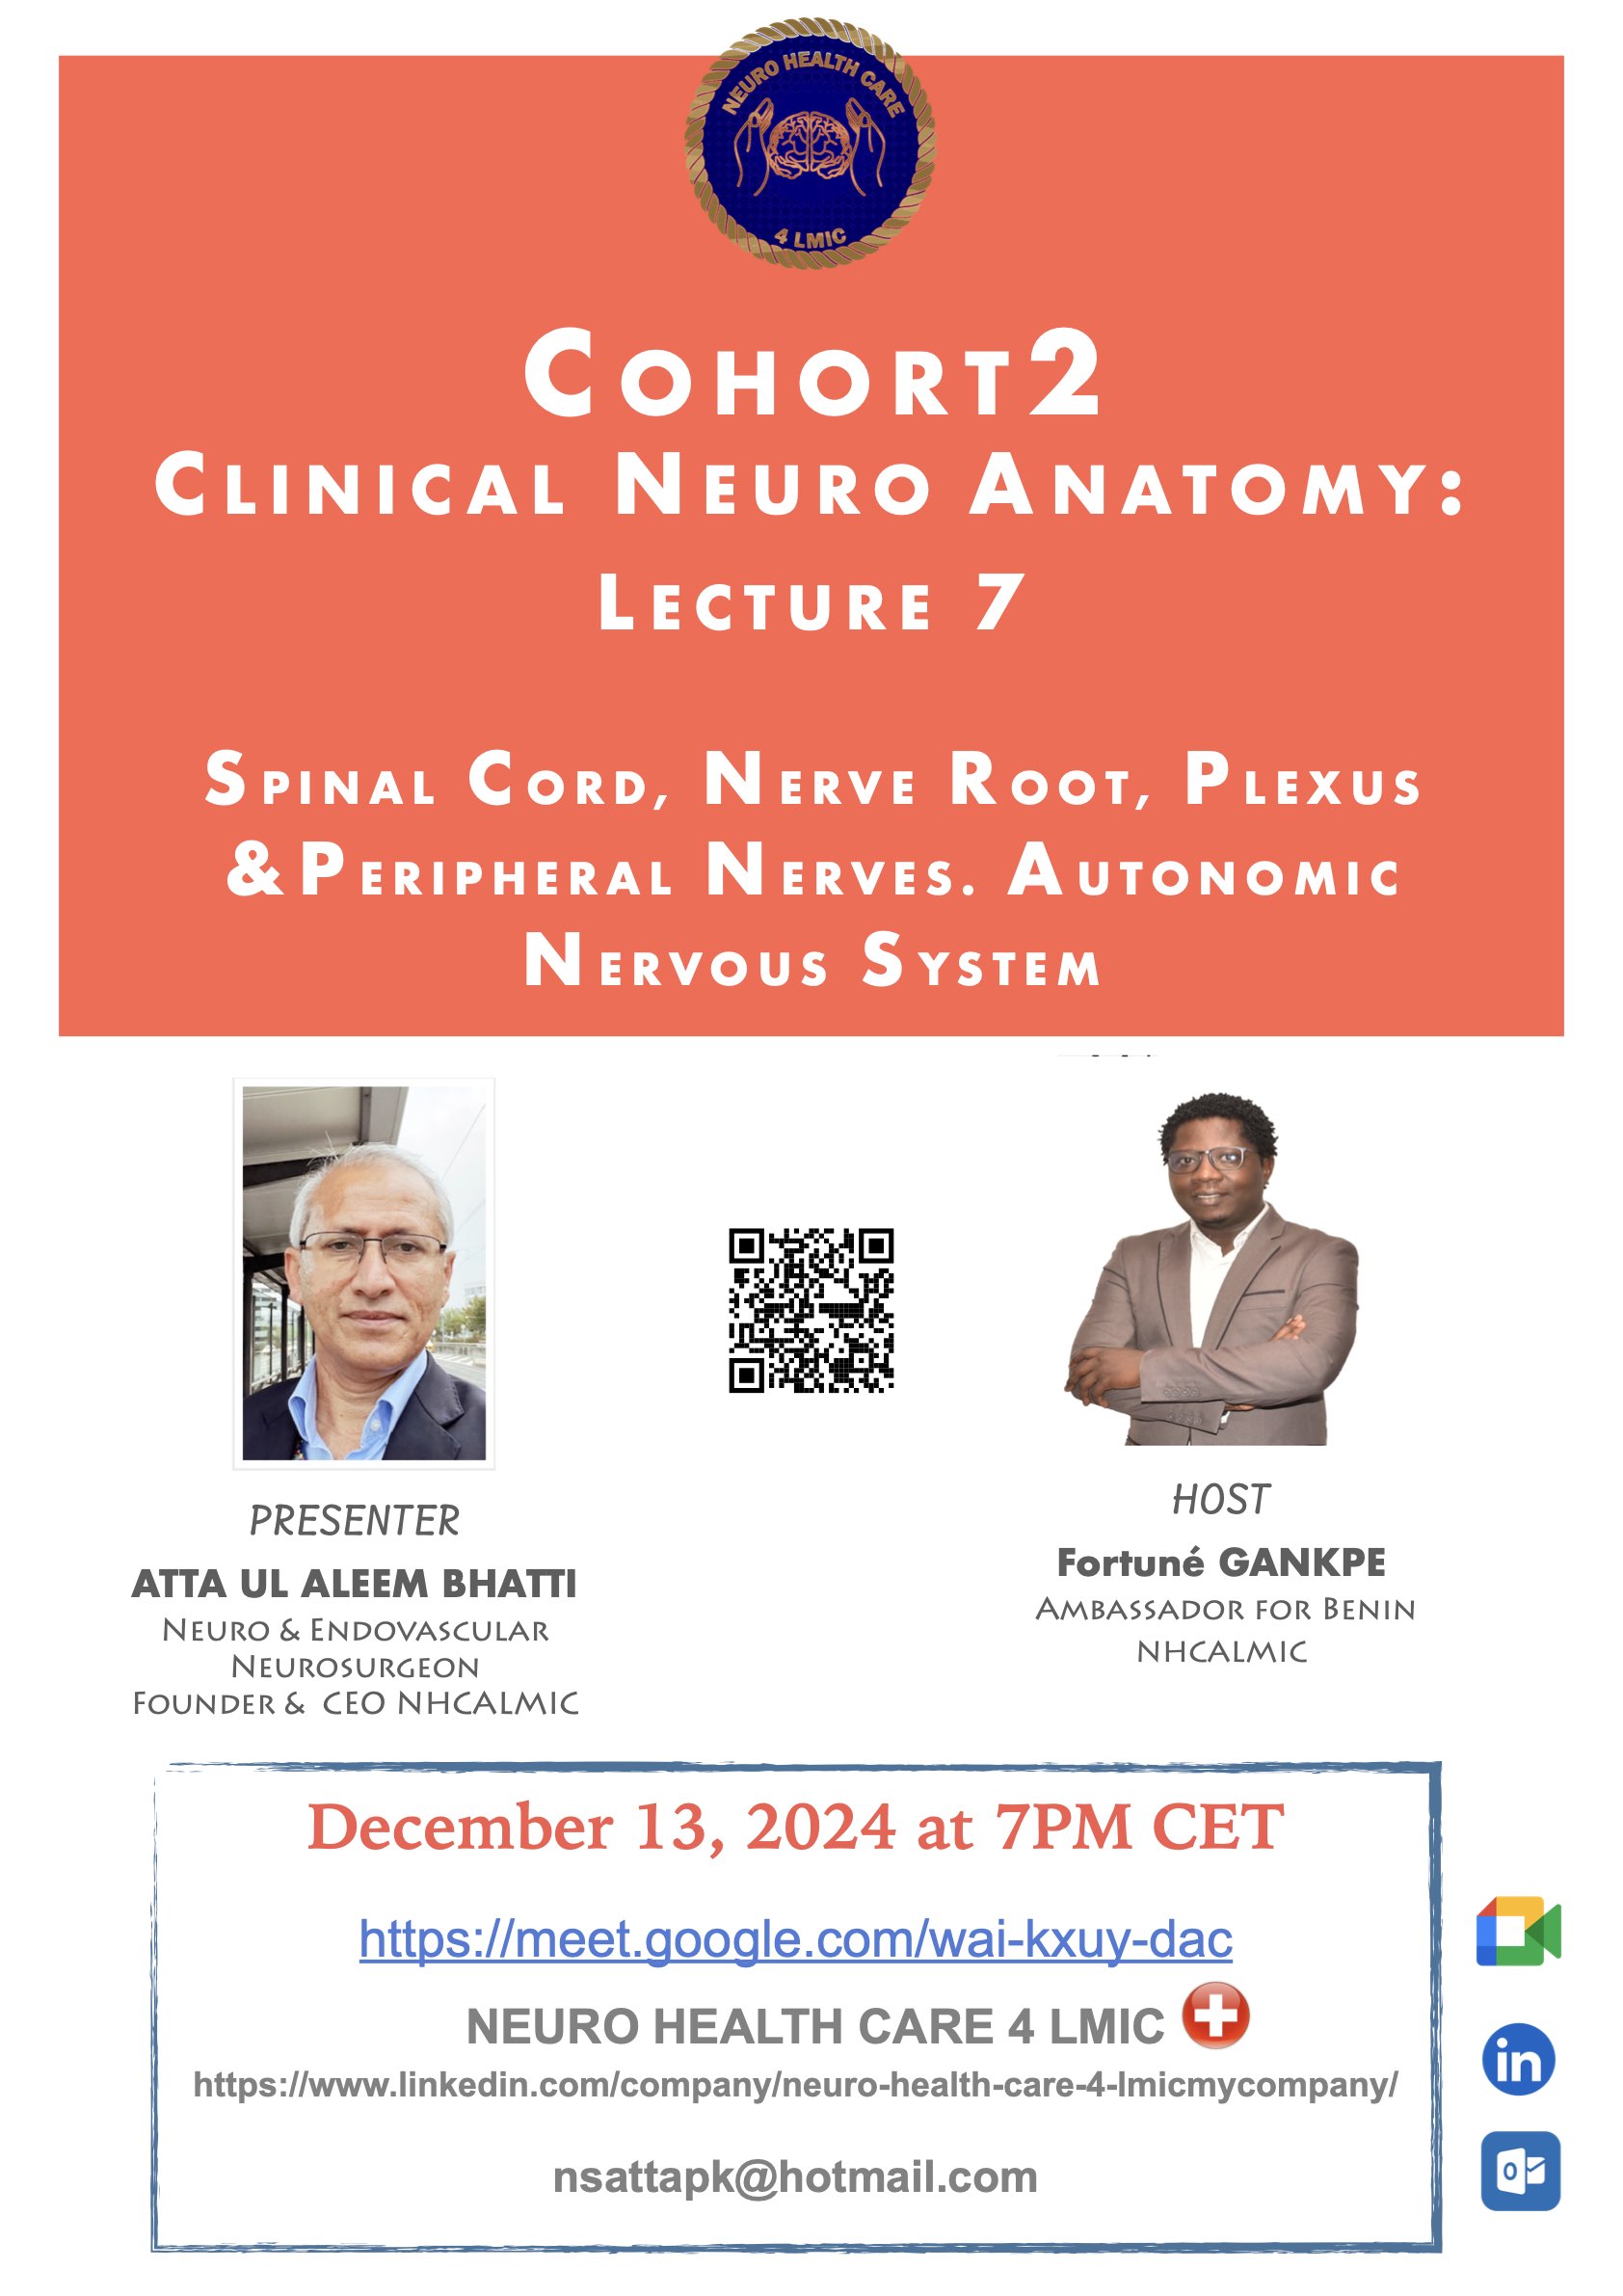 NEURO HEALTH CARE
4 LMIC
COHORT2
CLINICAL NEURO ANATOMY:
LECTURE 7
SPINAL CORD, NERVE ROOT, PLEXUS
&PERIPHERAL NERVES. AUTONOMIC
NERVOUS SYSTEM
PRESENTER
ATTA UL ALEEM BHATTI
NEURO & ENDOVASCULAR
NEUROSURGEON
FOUNDER & CEO NHCALMIC
HOST
Fortuné GANKPE
AMBASSADOR FOR BENIN
NHCALMIC
December 13, 2024 at 7PM CET
https://meet.google.com/wai-kxuy-dac
NEURO HEALTH CARE 4 LMIC
https://www.linkedin.com/company/neuro-health-care-4-lmicmycompany/
nsattapk@hotmail.com
in
O